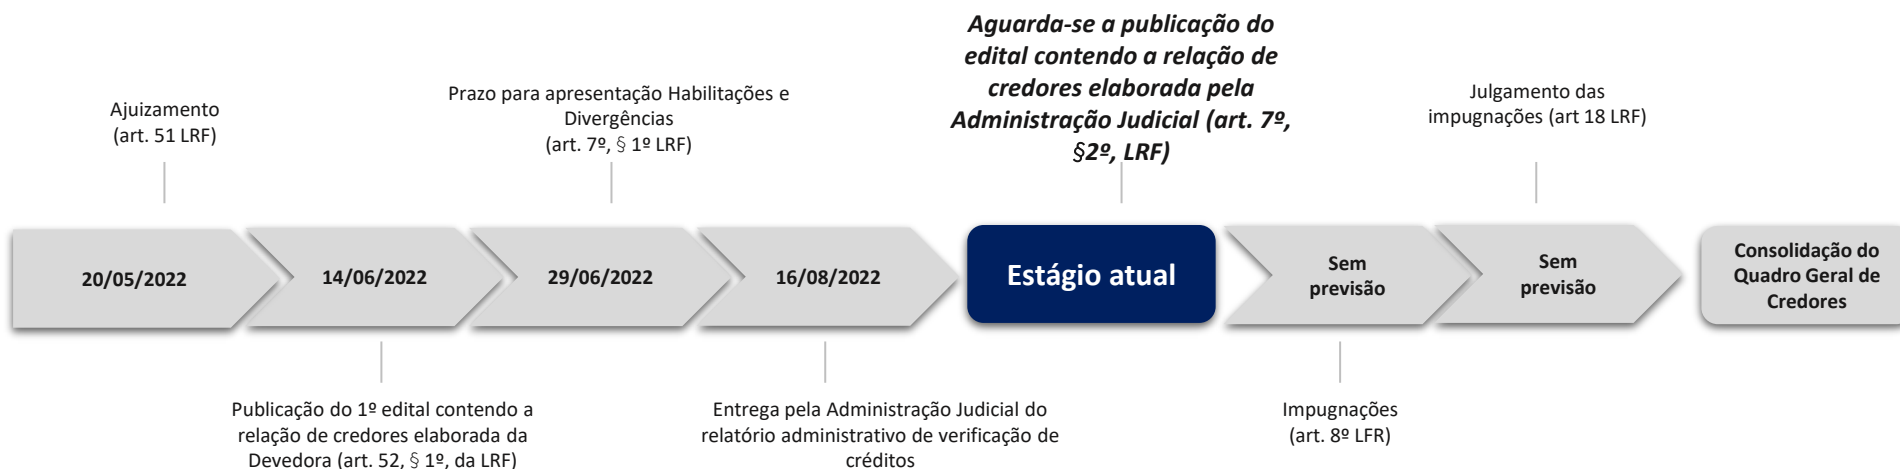 Ajuizamento
(art. 51 LRF)
Prazo para apresentação Habilitações e
Divergências
(art. 7º, § 1º LRF)
Aguarda-se a publicação do
edital contendo a relação de
credores elaborada pela
Administração Judicial (art. 7º,
§2º, LRF)
Julgamento das
impugnações (art 18 LRF)
20/05/2022
14/06/2022
29/06/2022
16/08/2022
Estágio atual
Sem
previsão
Sem
previsão
Consolidação do
Quadro Geral de
Credores
Publicação do 1º edital contendo a
relação de credores elaborada da
Devedora (art. 52, § 1º, da LRF)
Entrega pela Administração Judicial do
relatório administrativo de verificação de
créditos
Impugnações
(art. 8º LFR)